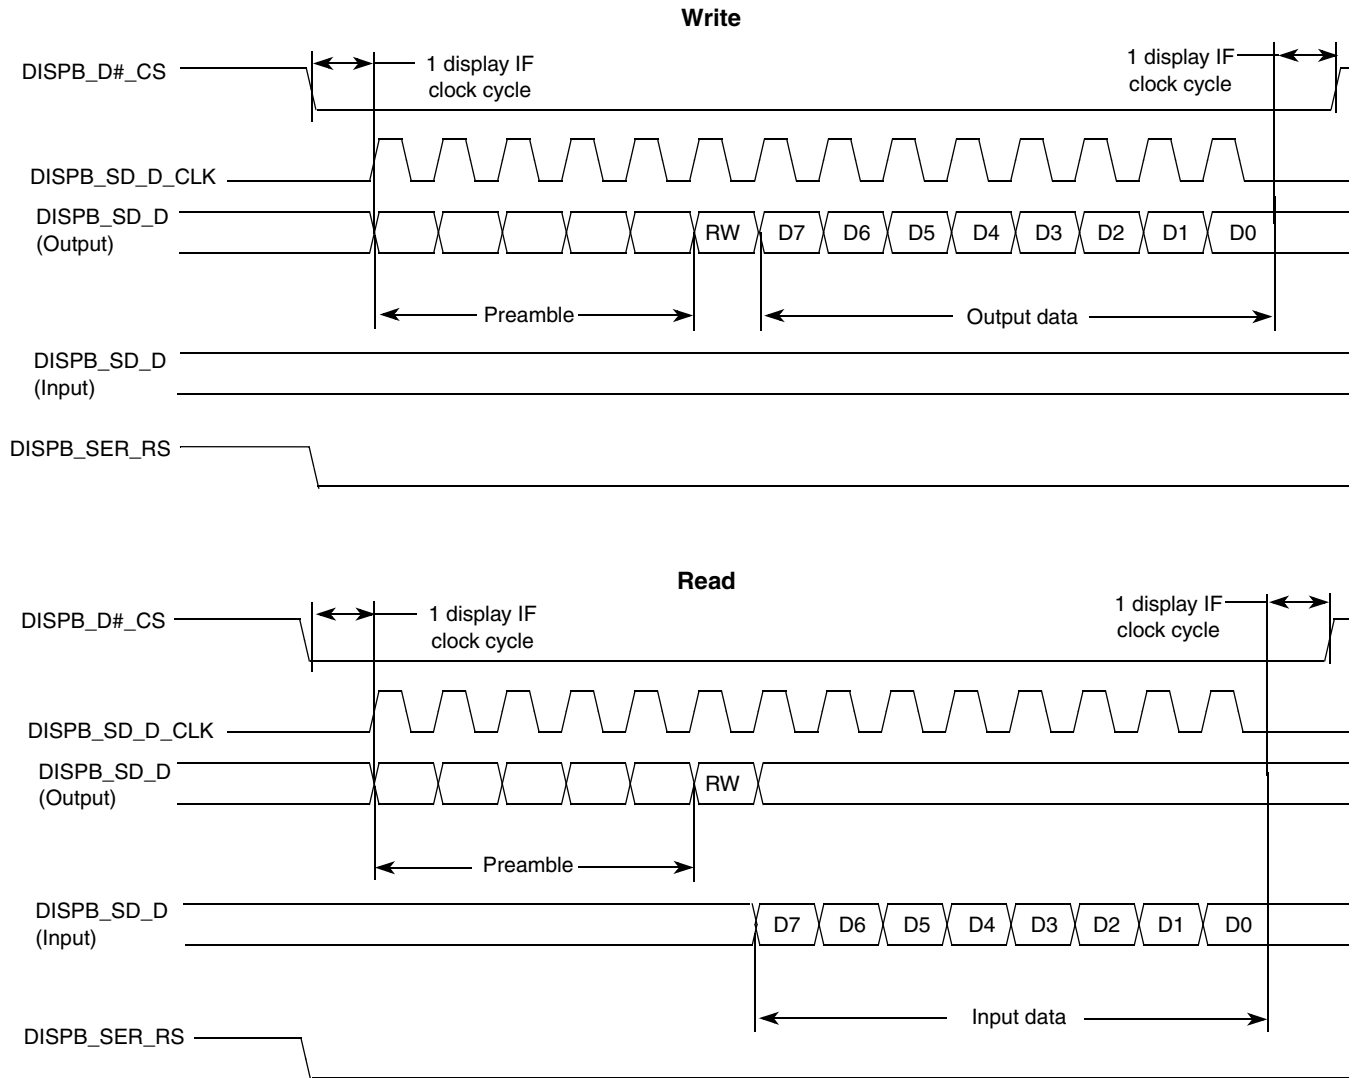 Write
DISPB_D#_CS
1 display IF
clock cycle
1 display IF
clock cycle
DISPB_SD_D_CLK
DISPB_SD_D
(Output)
RW D7 D6 D5 D4 D3 D2 D1 D0
Preamble
Output data
DISPB_SD_D
(Input)
DISPB_SER_RS
Read
DISPB_D#_CS
1 display IF
clock cycle
1 display IF
clock cycle
DISPB_SD_D_CLK
DISPB_SD_D
(Output)
RW
Preamble
DISPB_SD_D
(Input)
D7 D6 D5 D4 D3 D2 D1 D0
Input data
DISPB_SER_RS